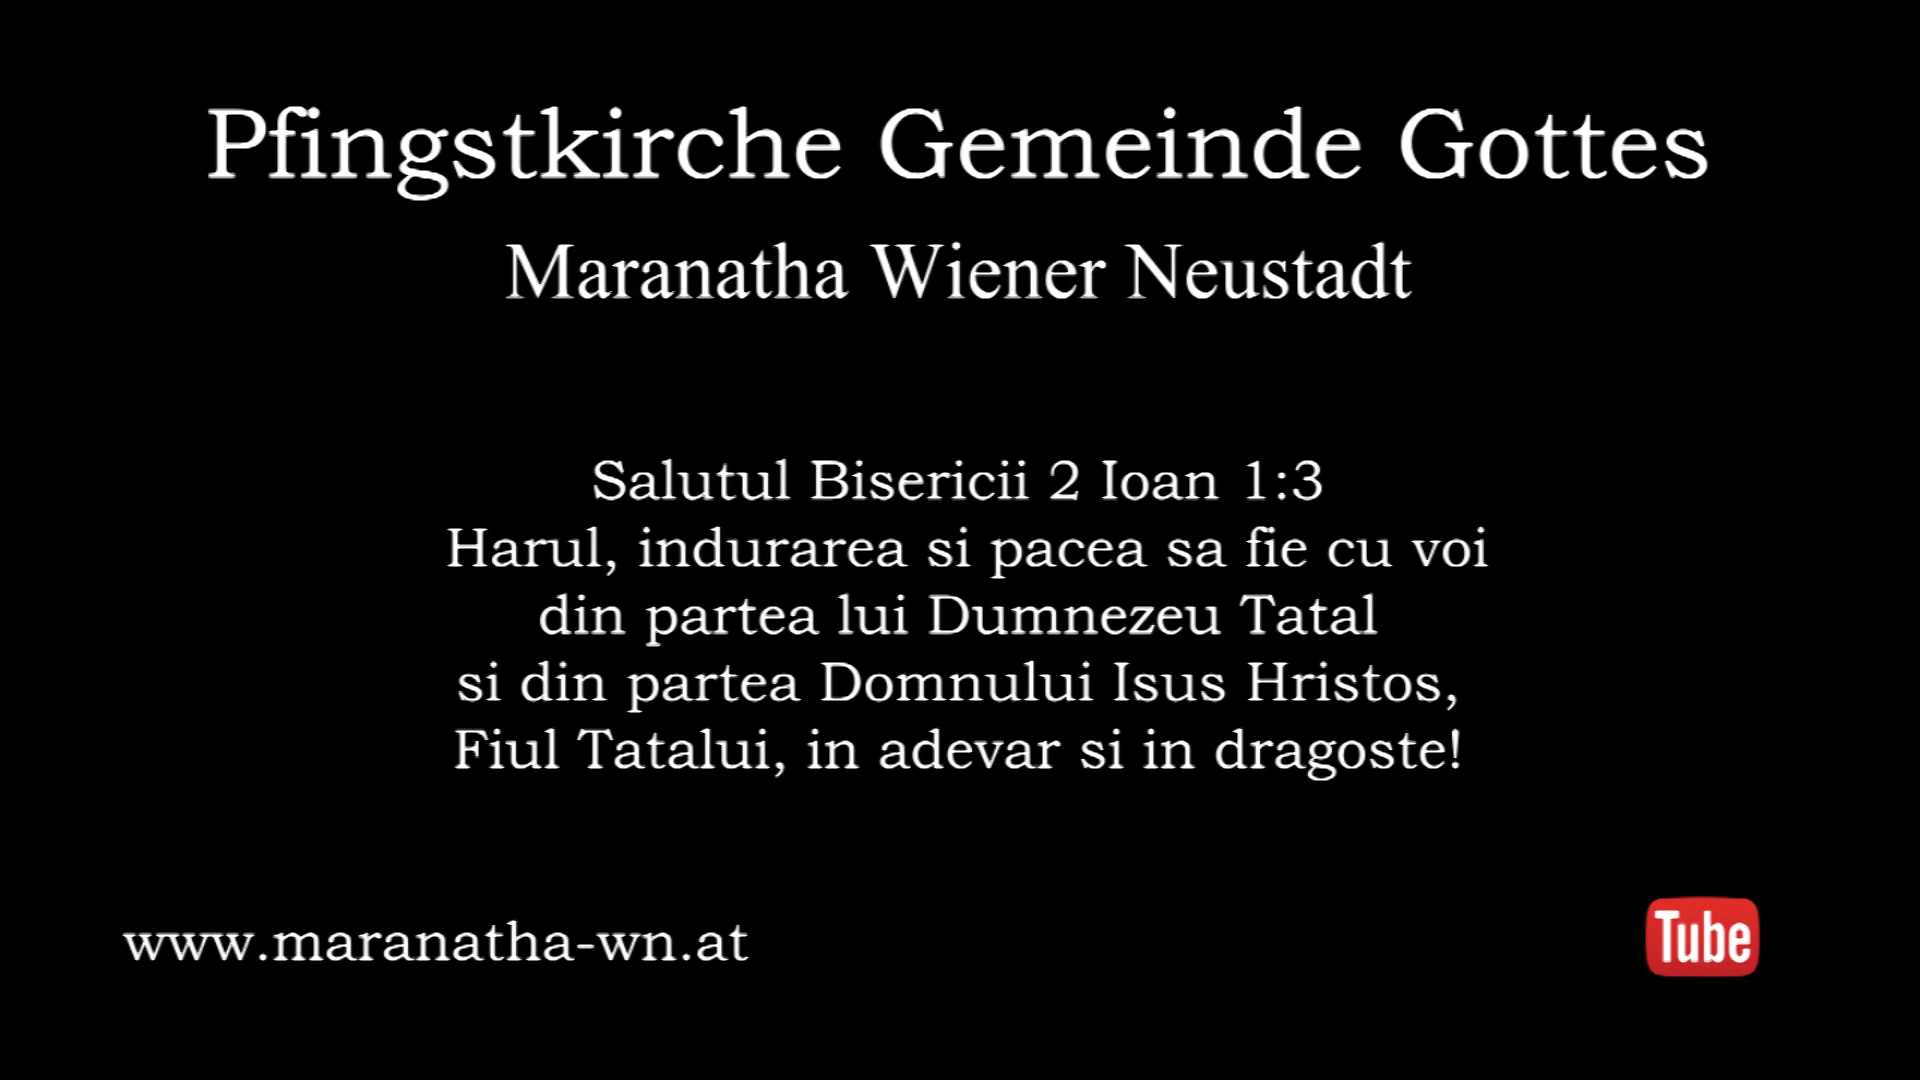 Pfingstkirche Gemeinde Gottes
Maranatha Wiener Neustadt
Salutul Bisericii 2 Ioan 1:3
Harul, indurarea si pacea sa fie cu voi
din partea lui Dumnezeu Tatal
si din partea Domnului Isus Hristos,
Fiul Tatalui, in adevar si in dragoste!
www.maranatha-wn.at
Tube